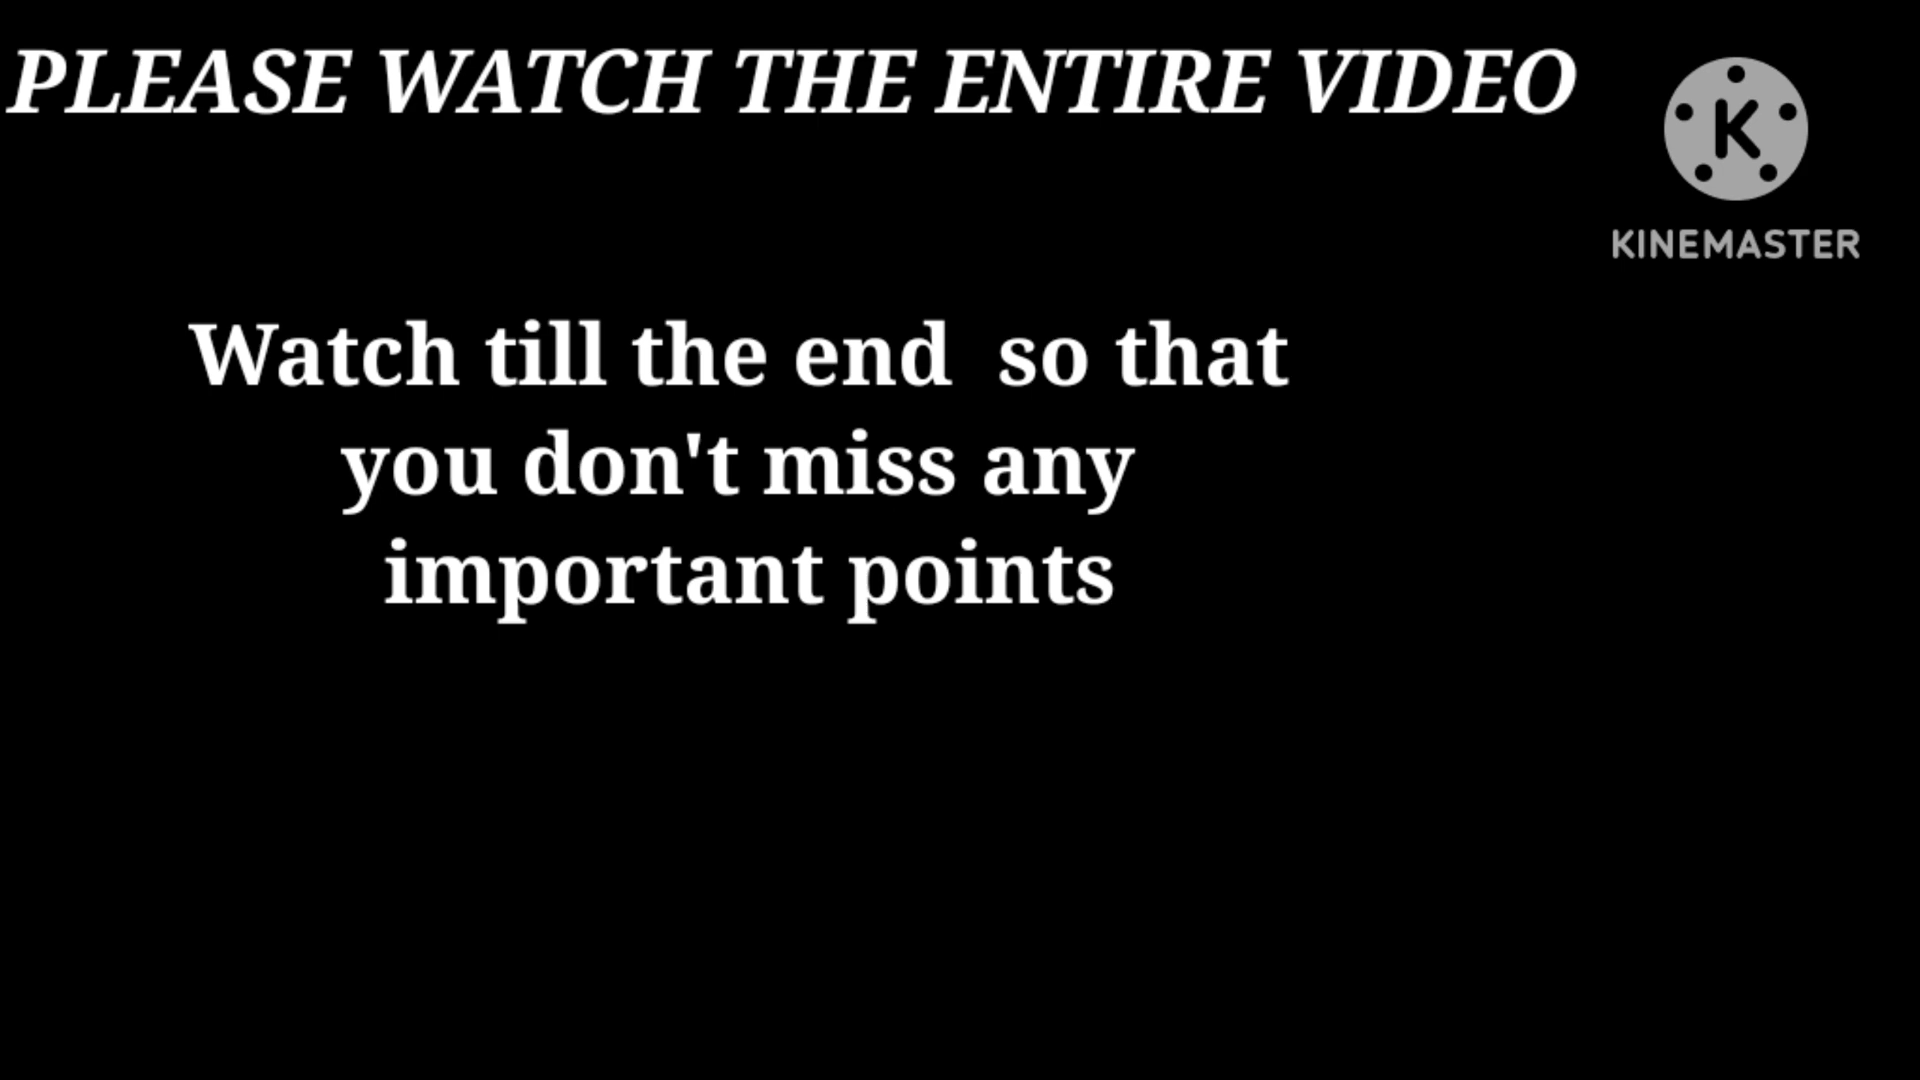 PLEASE WATCH THE ENTIRE VIDEO
K
KINEMASTER
Watch till the end  so that
you don't miss any
important points